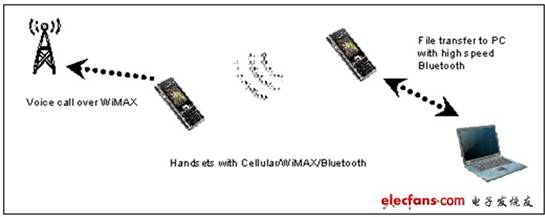 File transfer to PC
with high speed
Bluetooth
Voice call over WiMAX
Handsets with Cellular/WiMAX/Bluetooth
elecfans·com 电子发烧友